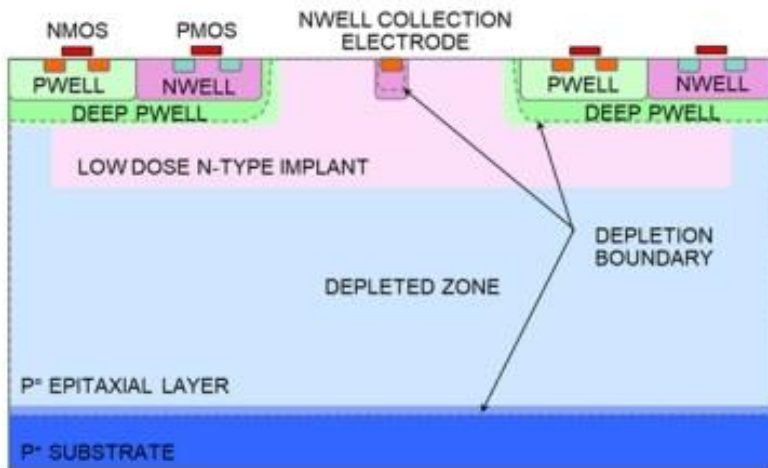 NMOS
PMOS
NWELL COLLECTION
ELECTRODE
PWELL
NWELL
PWELL
NWELL
DEEP PWELL
DEEP PWELL
LOW DOSE N-TYPE IMPLANT
DEPLETION
BOUNDARY
DEPLETED ZONE
P⁼ EPITAXIAL LAYER
P⁺ SUBSTRATE